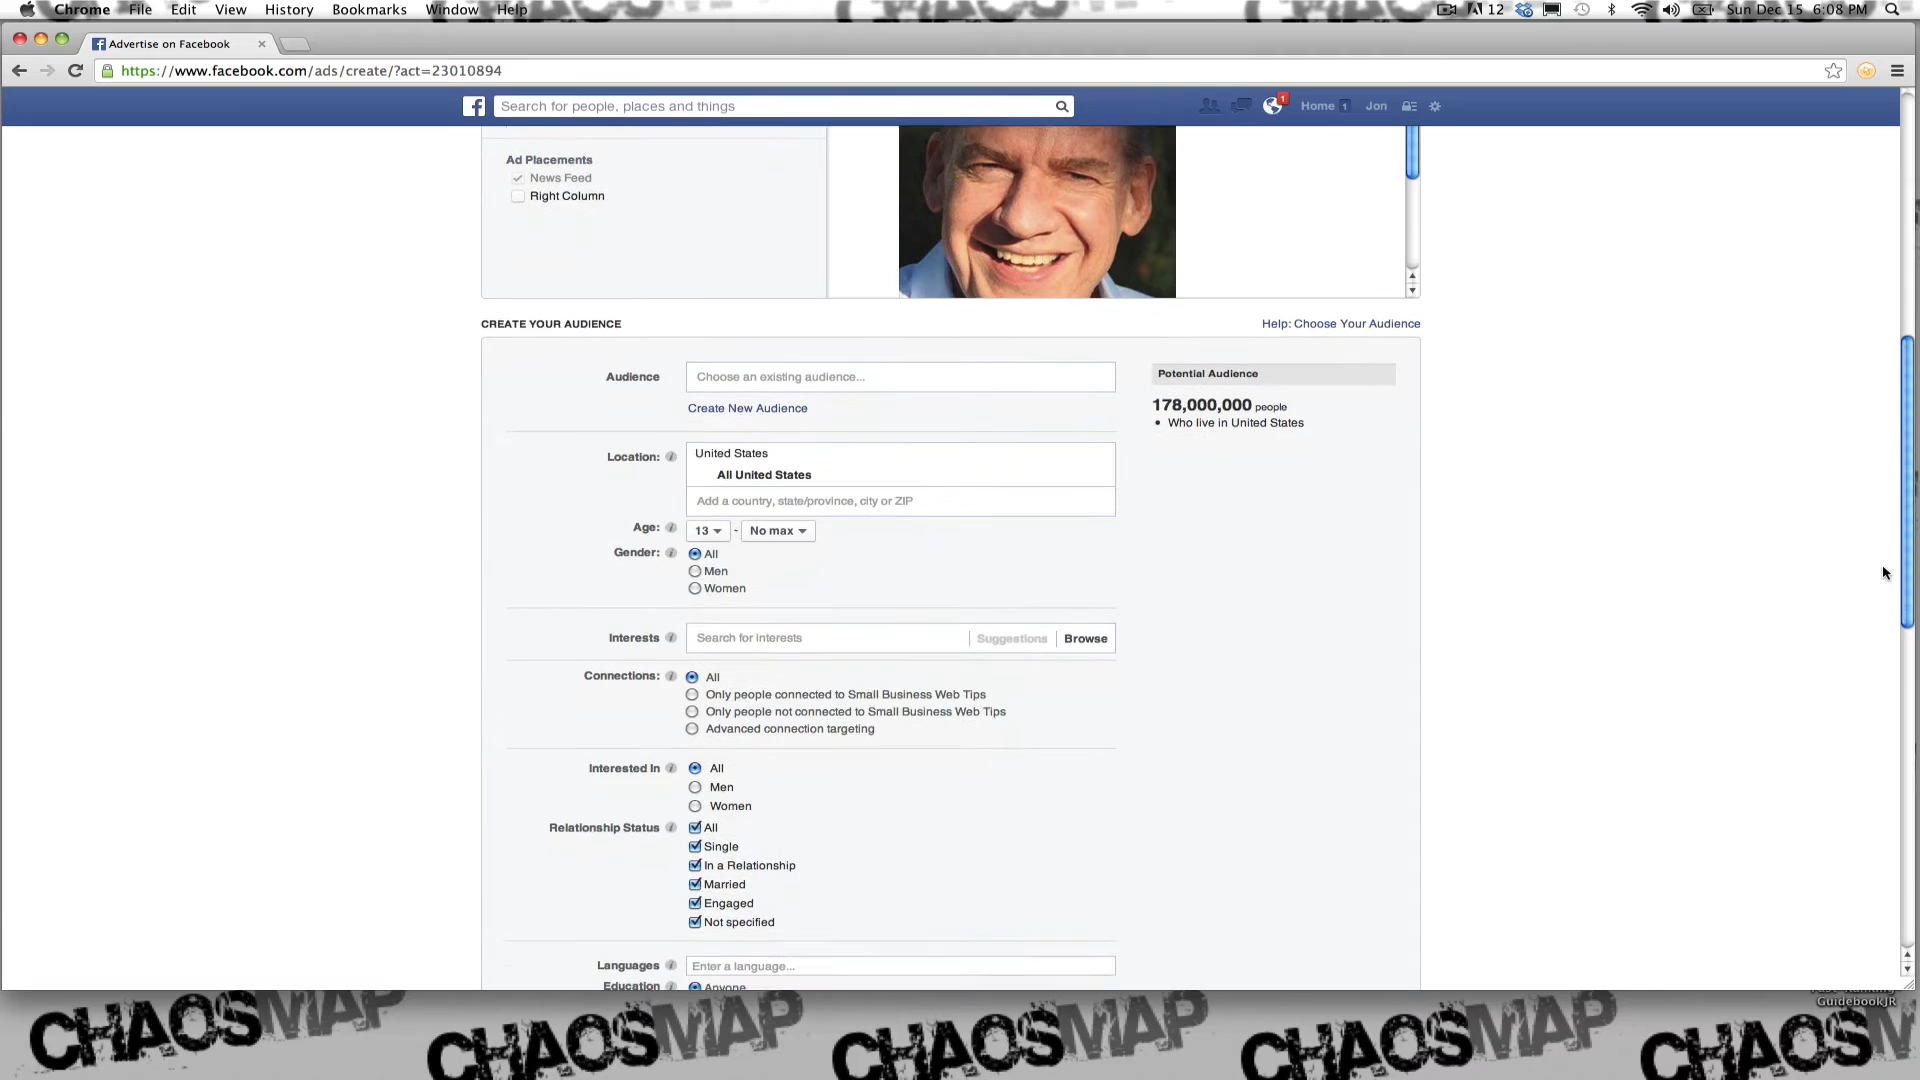 Chrome File Edit View History Bookmarks Window Help 12 Sun Dec 15 6:08 PM
Advertise on Facebook
https://www.facebook.com/ads/create/?act=23010894
Search for people, places and things 1 Home 1 Jon
Ad Placements
News Feed
Right Column
CREATE YOUR AUDIENCE Help: Choose Your Audience
Audience Choose an existing audience... Potential Audience
Create New Audience 178,000,000 people
• Who live in United States
Location: United States
All United States
Add a country, state/province, city or ZIP
Age: 13 - No max
Gender: All
Men
Women
Interests Search for interests Suggestions Browse
Connections: All
Only people connected to Small Business Web Tips
Only people not connected to Small Business Web Tips
Advanced connection targeting
Interested In All
Men
Women
Relationship Status All
Single
In a Relationship
Married
Engaged
Not specified
Languages Enter a language...
Education Anyone
GuidebookJR
CHAOSMAP CHAOSMAP CHAOSMAP CHAOSMAP CHAOSM